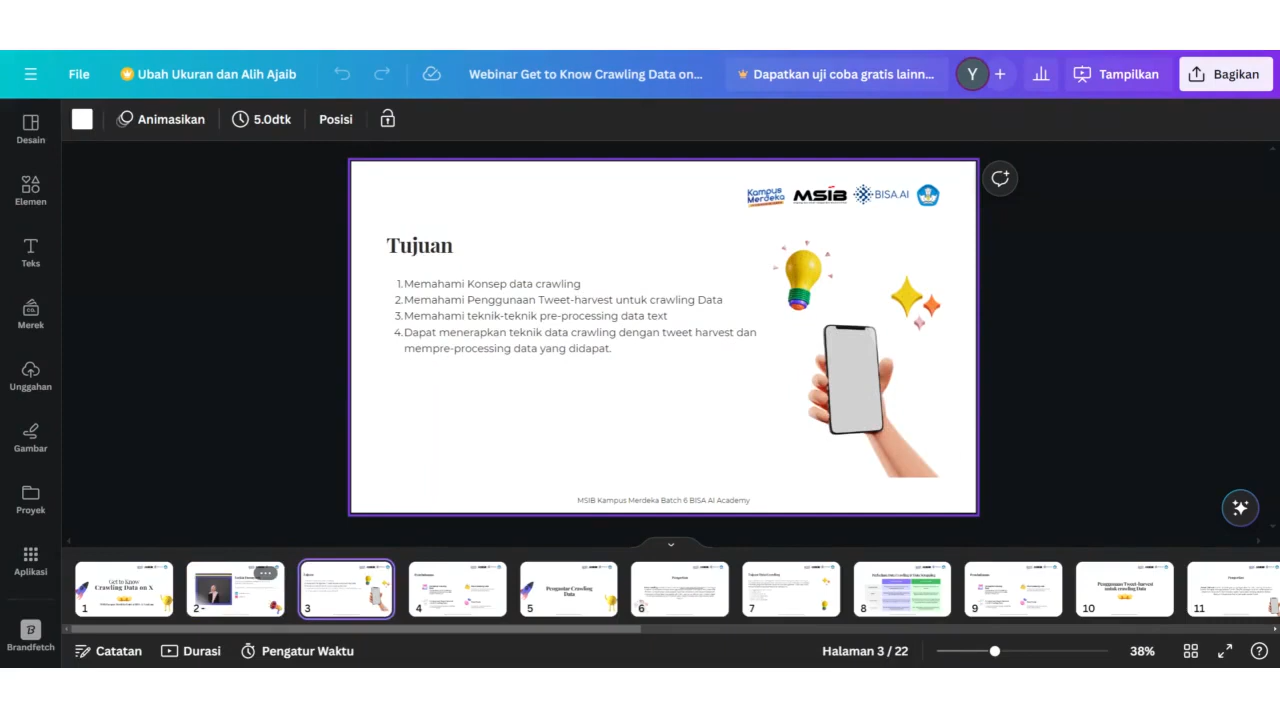 File
Ubah Ukuran dan Alih Ajaib
Webinar Get to Know Crawling Data on...
Dapatkan uji coba gratis lainn...
Y
Tampilkan
Bagikan
Desain
Elemen
Teks
Merek
Unggahan
Gambar
Proyek
Aplikasi
Brandfetch
Animasikan
5.0dtk
Posisi
Kampus
Merdeka
MSIB
BISA.AI
Tujuan
1.Memahami Konsep data crawling
2.Memahami Penggunaan Tweet-harvest untuk crawling Data
3.Memahami teknik-teknik pre-processing data text
4.Dapat menerapkan teknik data crawling dengan tweet harvest dan
mempre-processing data yang didapat.
MSIB Kampus Merdeka Batch 6 BISA AI Academy
Get to Know
Crawling Data on X
1
2
Tujuan
3
4
Pengantar Crawling
Data
5
6
7
8
9
Penggunaan Tweet-harvest
untuk crawling Data
10
11
Catatan
Durasi
Pengatur Waktu
Halaman 3 / 22
38%